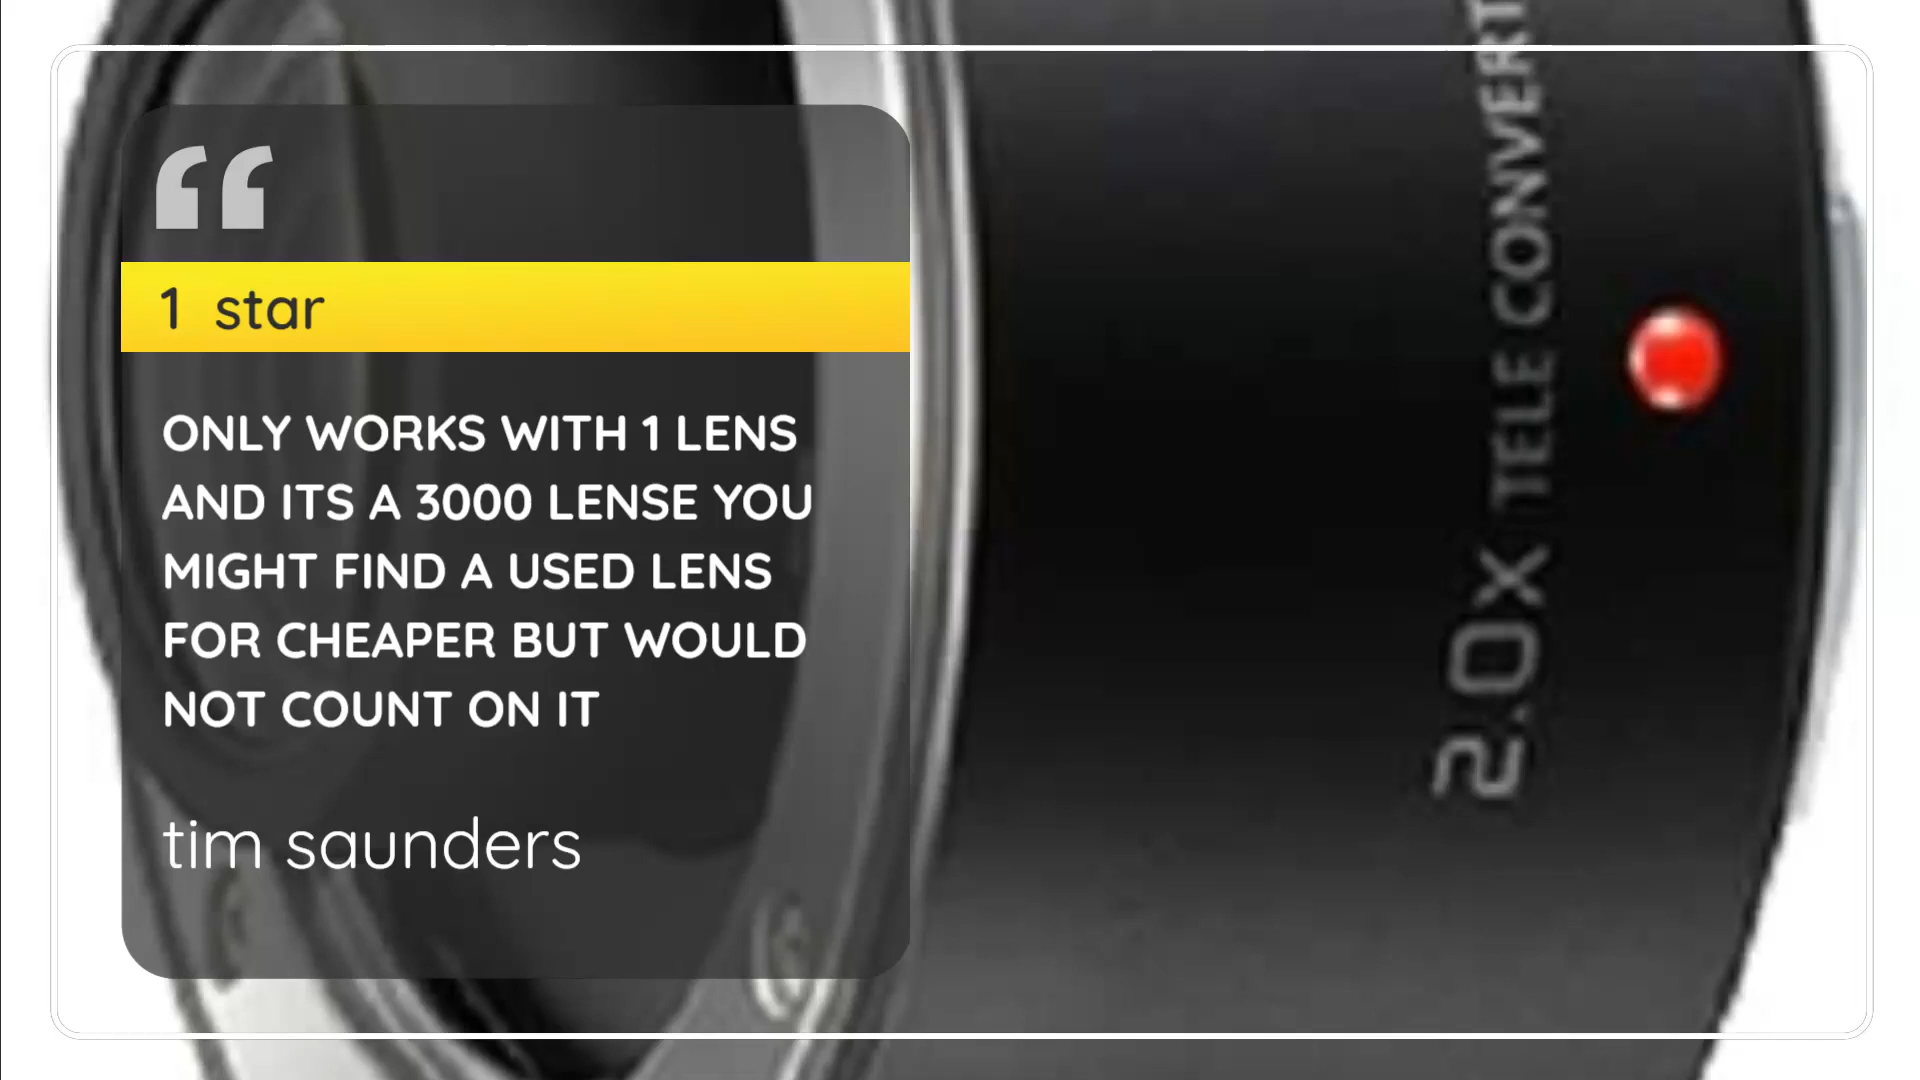 1 star
ONLY WORKS WITH 1 LENS
AND ITS A 3000 LENSE YOU
MIGHT FIND A USED LENS
FOR CHEAPER BUT WOULD
NOT COUNT ON IT
tim saunders
2.0X TELE CONVERT